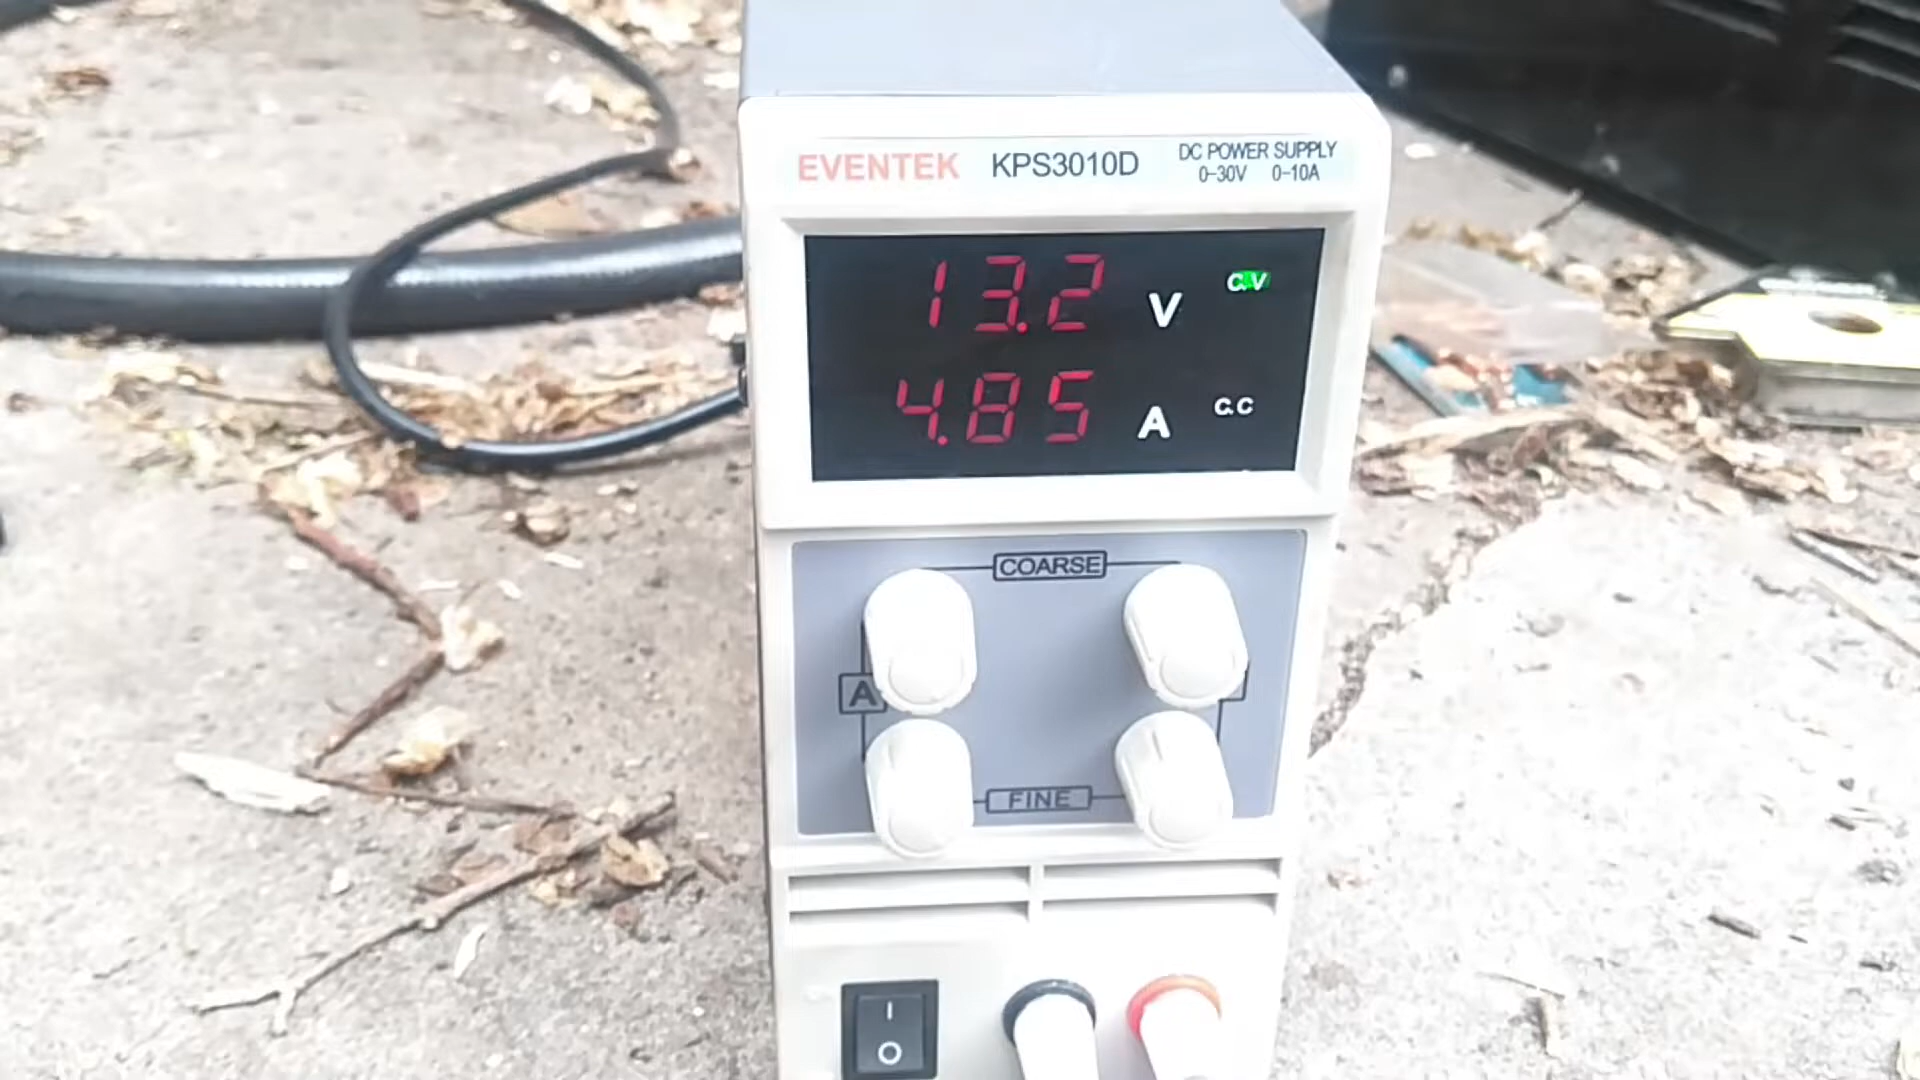 EVENTEK KPS3010D DC POWER SUPPLY
0-30V 0-10A
13.2 V C.V
4.85 A C.C
COARSE
A
FINE
I
O